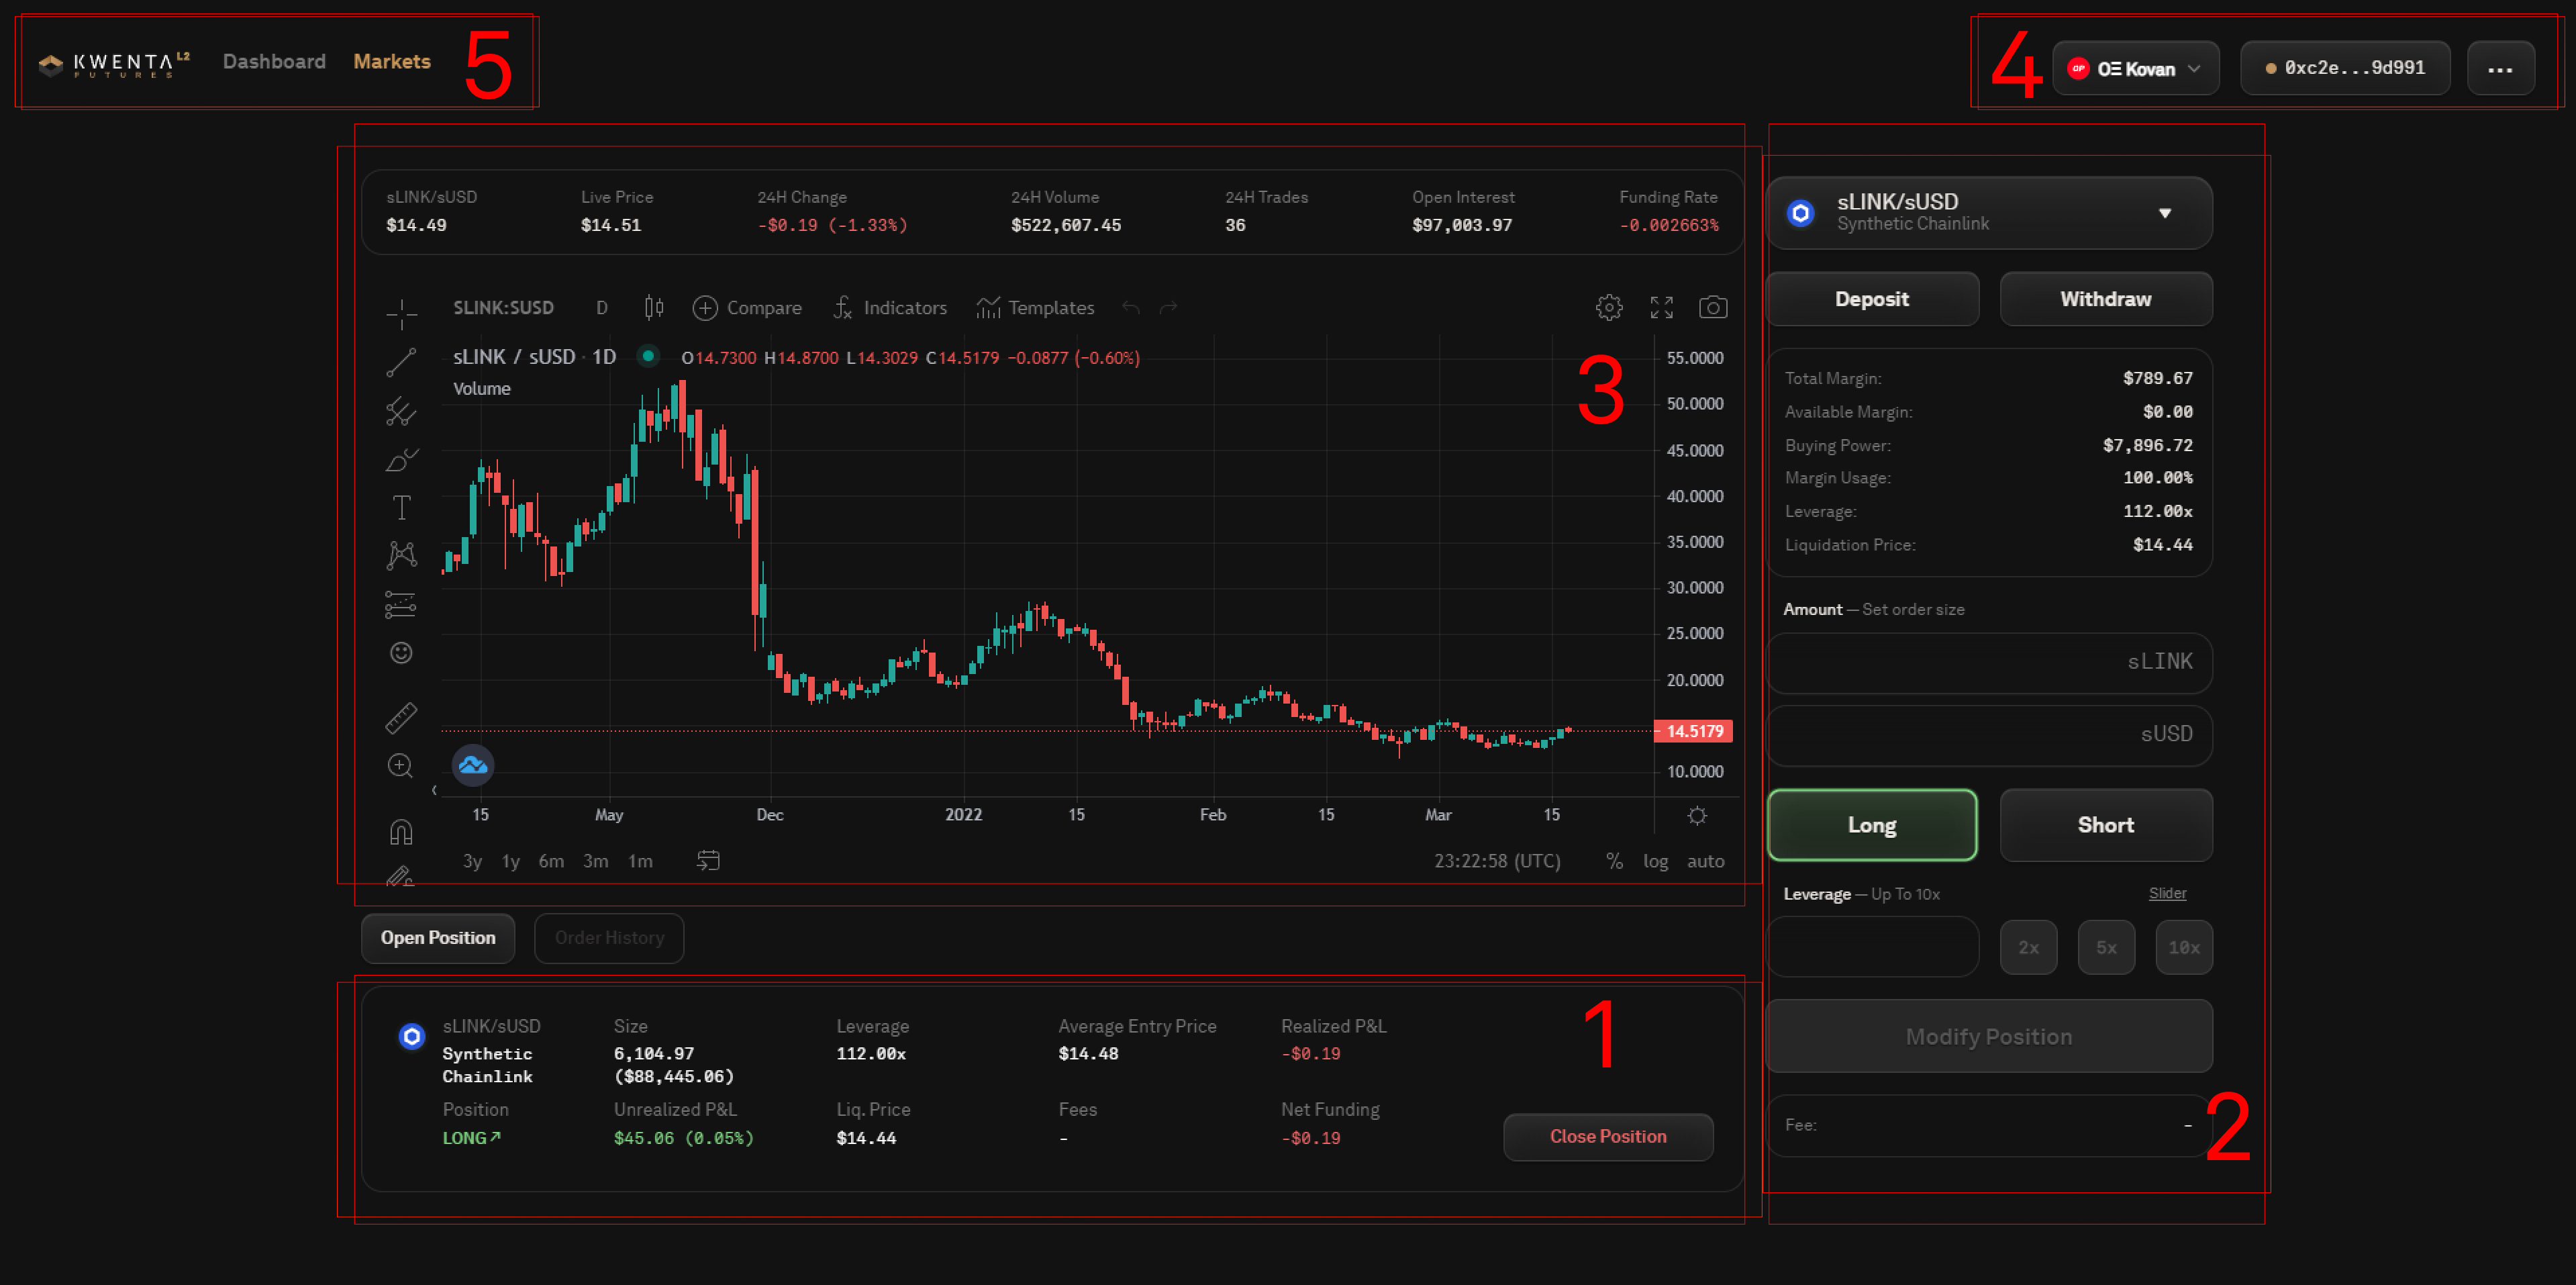 KWENTA L2
FUTURES
Dashboard
Markets
5
4
OP
OΞ Kovan
0xc2e...9d991
...
sLINK/sUSD
$14.49
Live Price
$14.51
24H Change
-$0.19 (-1.33%)
24H Volume
$522,607.45
24H Trades
36
Open Interest
$97,003.97
Funding Rate
-0.002663%
SLINK:SUSD
D
Compare
Indicators
Templates
sLINK / sUSD · 1D
O14.7300 H14.8700 L14.3029 C14.5179 −0.0877 (−0.60%)
Volume
3
55.0000
50.0000
45.0000
40.0000
35.0000
30.0000
25.0000
20.0000
14.5179
10.0000
15
May
Dec
2022
15
Feb
15
Mar
15
3y
1y
6m
3m
1m
23:22:58 (UTC)
%
log
auto
Open Position
Order History
sLINK/sUSD
Synthetic
Chainlink
Size
6,104.97
($88,445.06)
Leverage
112.00x
Average Entry Price
$14.48
Realized P&L
-$0.19
1
Position
LONG↗
Unrealized P&L
$45.06 (0.05%)
Liq. Price
$14.44
Fees
-
Net Funding
-$0.19
Close Position
sLINK/sUSD
Synthetic Chainlink
Deposit
Withdraw
Total Margin: $789.67
Available Margin: $0.00
Buying Power: $7,896.72
Margin Usage: 100.00%
Leverage: 112.00x
Liquidation Price: $14.44
Amount — Set order size
sLINK
sUSD
Long
Short
Leverage — Up To 10x
Slider
2x
5x
10x
Modify Position
Fee: -
2